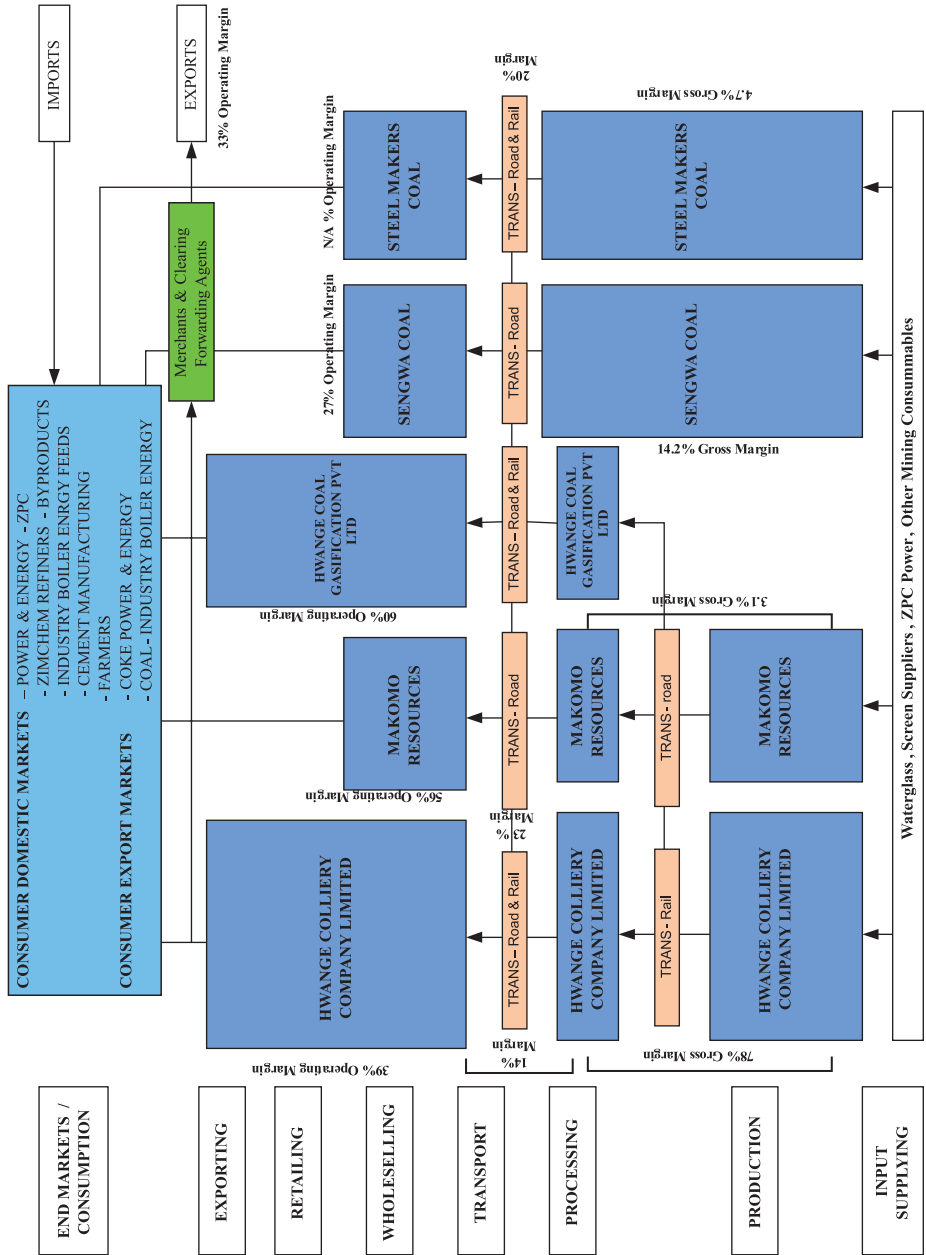 END MARKETS /
CONSUMPTION
EXPORTING
RETAILING
WHOLESELLING
TRANSPORT
PROCESSING
PRODUCTION
INPUT
SUPPLYING
CONSUMER DOMESTIC MARKETS – POWER & ENERGY - ZPC
- ZIMCHEM REFINERS - BYPRODUCTS
- INDUSTRY BOILER ENRGY FEEDS
- CEMENT MANUFACTURING
- FARMERS
CONSUMER EXPORT MARKETS - COKE POWER & ENERGY
- COAL - INDUSTRY BOILER ENERGY
IMPORTS
EXPORTS
33% Operating Margin
Merchants & Clearing
Forwarding Agents
39% Operating Margin
HWANGE COLLIERY
COMPANY LIMITED
56% Operating Margin
MAKOMO
RESOURCES
60% Operating Margin
HWANGE COAL
GASIFICATION PVT
LTD
27% Operating Margin
SENGWA COAL
N/A % Operating Margin
STEEL MAKERS
COAL
14%
Margin
TRANS – Road & Rail
23 %
Margin
TRANS – Road
TRANS – Road & Rail
TRANS - Road
TRANS – Road & Rail
20%
Margin
HWANGE COLLIERY
COMPANY LIMITED
MAKOMO
RESOURCES
HWANGE COAL
GASIFICATION PVT
LTD
TRANS - Rail
TRANS - road
78% Gross Margin
HWANGE COLLIERY
COMPANY LIMITED
MAKOMO
RESOURCES
3.1% Gross Margin
14.2% Gross Margin
SENGWA COAL
STEEL MAKERS
COAL
4.7% Gross Margin
Waterglass , Screen Suppliers , ZPC Power, Other Mining Consummables